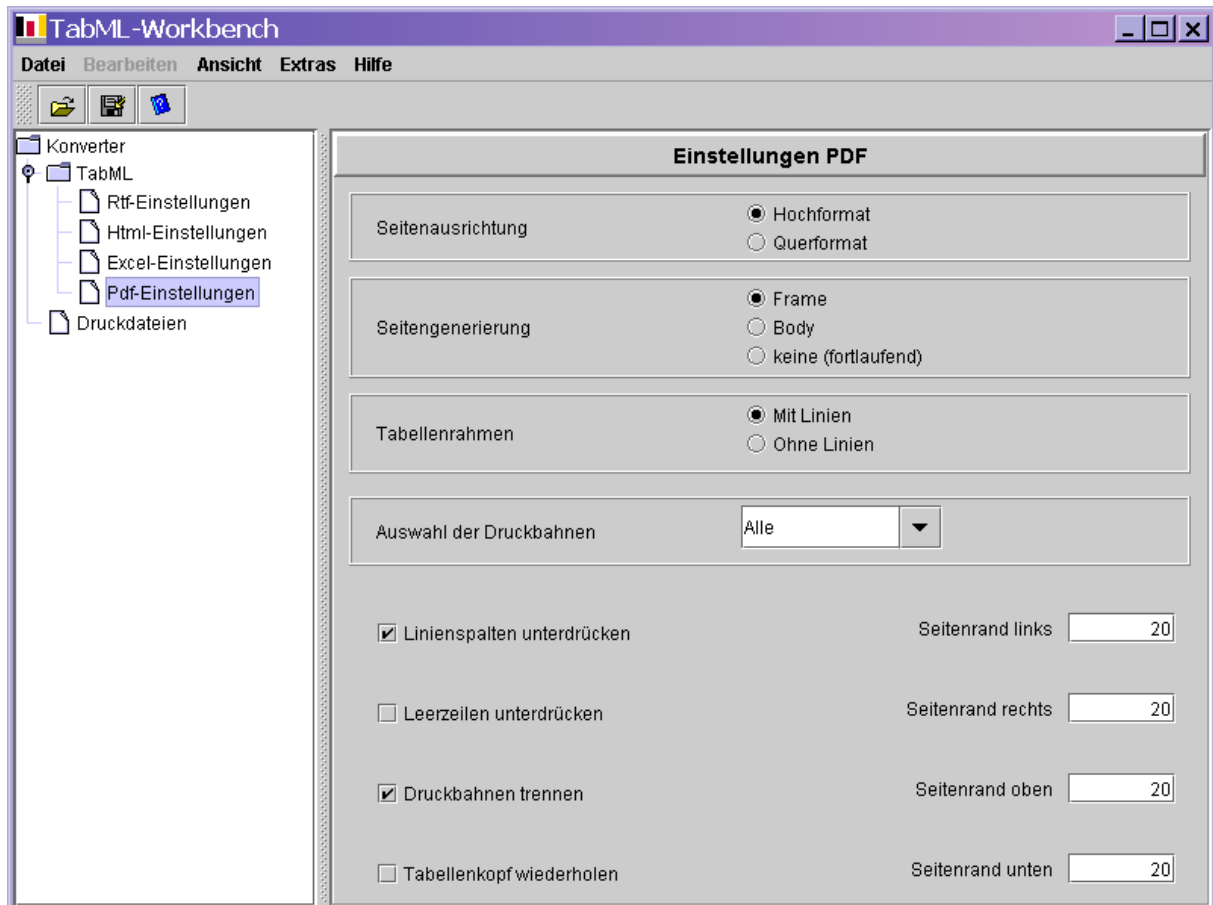 TabML-Workbench
Datei Bearbeiten Ansicht Extras Hilfe
Konverter
TabML
Rtf-Einstellungen
Html-Einstellungen
Excel-Einstellungen
Pdf-Einstellungen
Druckdateien
Einstellungen PDF
Seitenausrichtung
Hochformat
Querformat
Seitengenerierung
Frame
Body
keine (fortlaufend)
Tabellenrahmen
Mit Linien
Ohne Linien
Auswahl der Druckbahnen
Alle
Linienspalten unterdrücken
Seitenrand links 20
Leerzeilen unterdrücken
Seitenrand rechts 20
Druckbahnen trennen
Seitenrand oben 20
Tabellenkopf wiederholen
Seitenrand unten 20